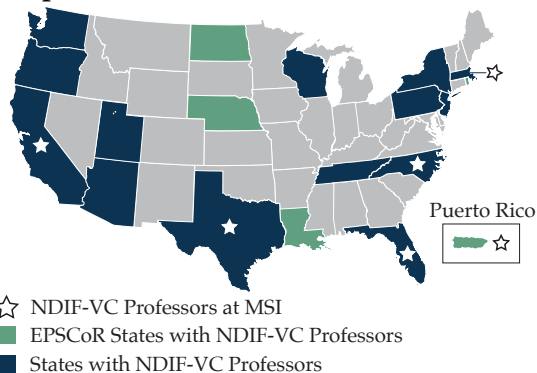 Puerto Rico
NDIF-VC Professors at MSI
EPSCoR States with NDIF-VC Professors
States with NDIF-VC Professors